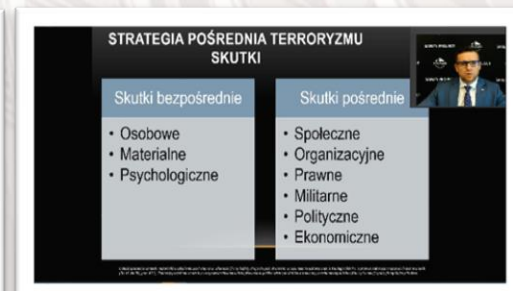 STRATEGIA POŚREDNIA TERRORYZMU
SKUTKI
Skutki bezpośrednie
• Osobowe
• Materialne
• Psychologiczne
Skutki pośrednie
• Społeczne
• Organizacyjne
• Prawne
• Militarne
• Polityczne
• Ekonomiczne